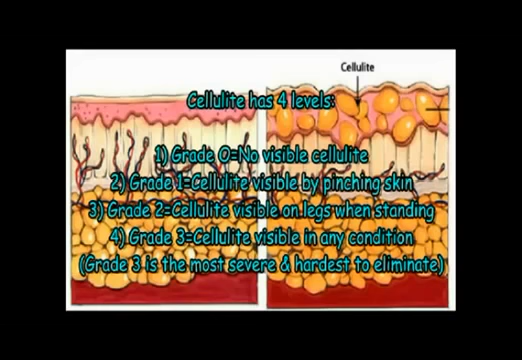 Cellulite
Cellulite has 4 levels:
1) Grade 0=No visible cellulite
2) Grade 1=Cellulite visible by pinching skin
3) Grade 2=Cellulite visible on legs when standing
4) Grade 3=Cellulite visible in any condition
(Grade 3 is the most severe & hardest to eliminate)